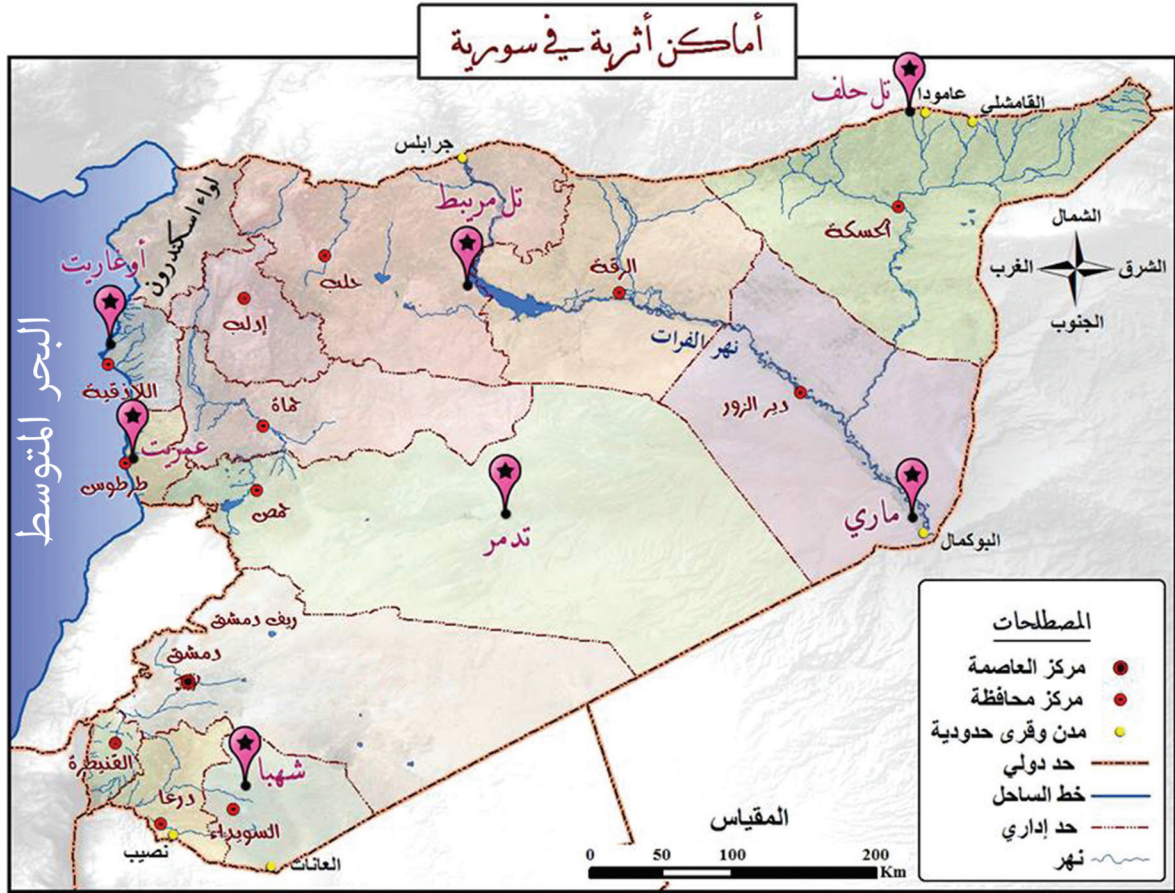 أماكن أثرية في سورية
تل حلف
عامودا
القامشلي
جرابلس
تل مريبط
لواء اسكندرون
أوغاريت
الحسكة
الشمال
الشرق
الغرب
الجنوب
حلب
الرقة
إدلب
نهر الفرات
البحر المتوسط
اللاذقية
دير الزور
حماة
عمريت
طرطوس
حمص
تدمر
ماري
البوكمال
ريف دمشق
دمشق
القنيطرة
شهبا
درعا
السويداء
نصيب
العانات
المصطلحات
مركز العاصمة
مركز محافظة
مدن وقرى حدودية
حد دولي
خط الساحل
حد إداري
نهر
المقياس
0 50 100 200
Km